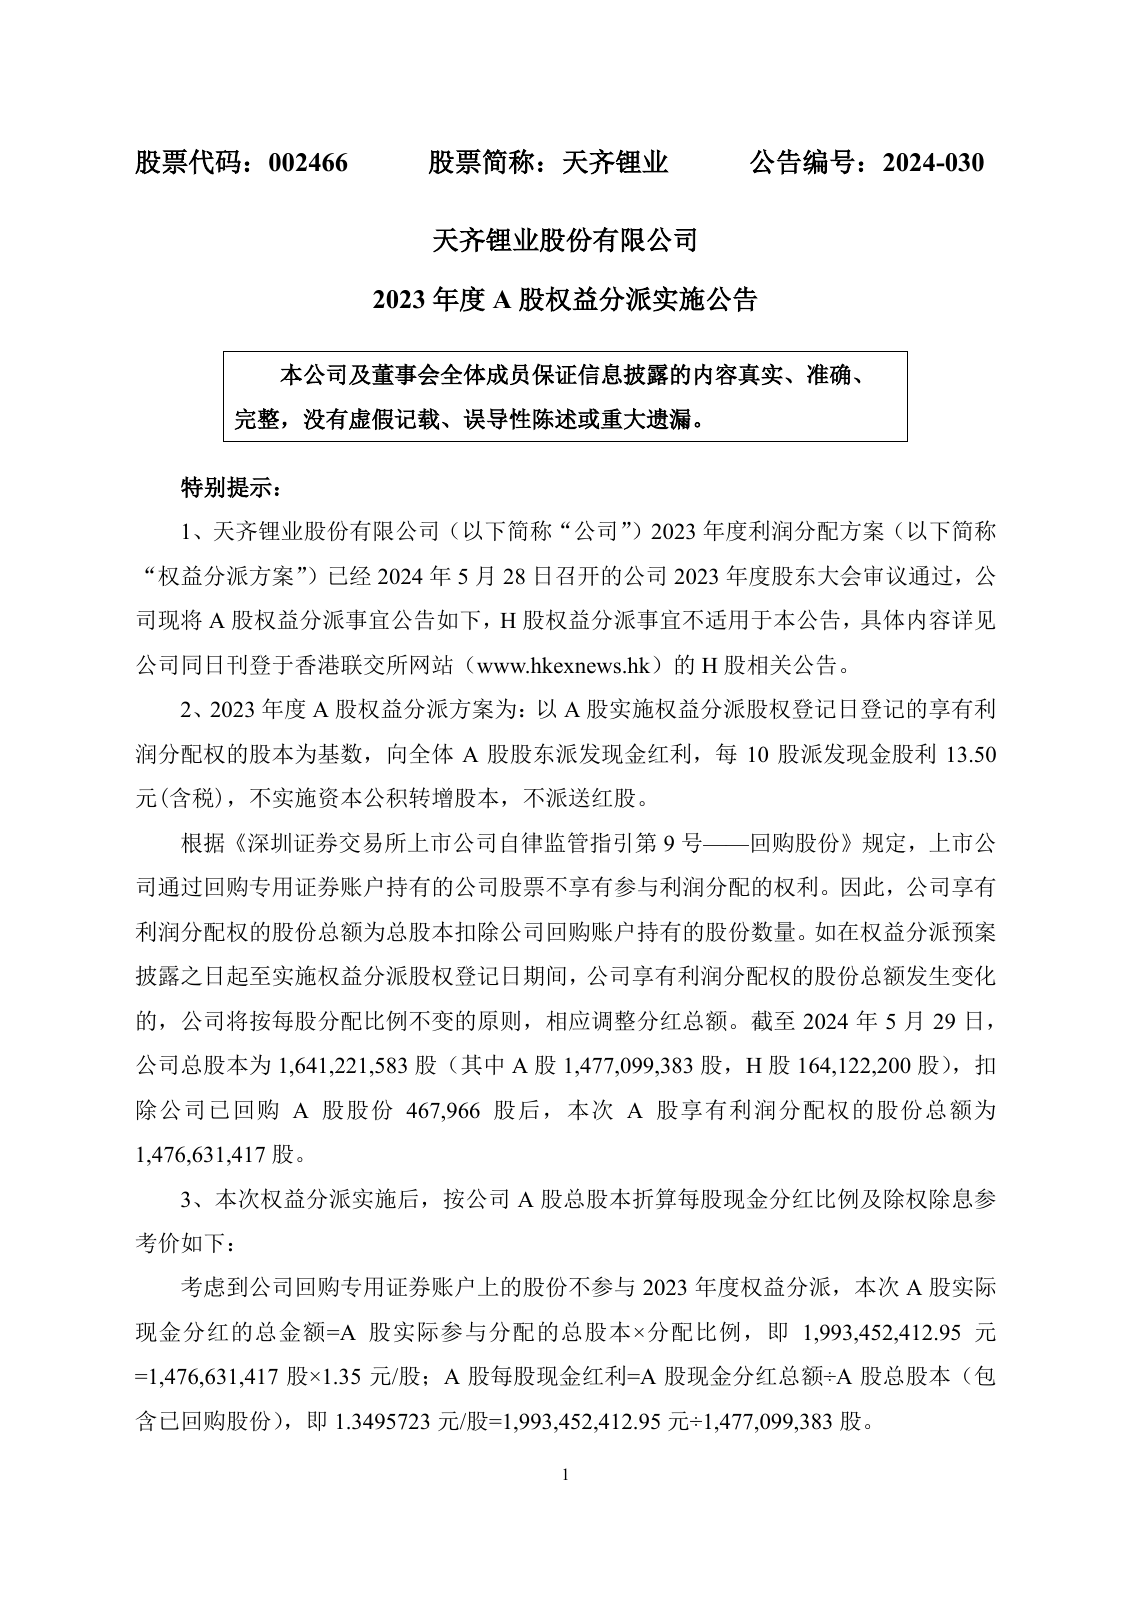 股票代码：002466 股票简称：天齐锂业 公告编号：2024-030
天齐锂业股份有限公司
2023 年度 A 股权益分派实施公告
本公司及董事会全体成员保证信息披露的内容真实、准确、
完整，没有虚假记载、误导性陈述或重大遗漏。
特别提示：
1、天齐锂业股份有限公司（以下简称“公司”）2023 年度利润分配方案（以下简称
“权益分派方案”）已经 2024 年 5 月 28 日召开的公司 2023 年度股东大会审议通过，公
司现将 A 股权益分派事宜公告如下，H 股权益分派事宜不适用于本公告，具体内容详见
公司同日刊登于香港联交所网站（www.hkexnews.hk）的 H 股相关公告。
2、2023 年度 A 股权益分派方案为：以 A 股实施权益分派股权登记日登记的享有利
润分配权的股本为基数，向全体 A 股股东派发现金红利，每 10 股派发现金股利 13.50
元(含税)，不实施资本公积转增股本，不派送红股。
根据《深圳证券交易所上市公司自律监管指引第 9 号——回购股份》规定，上市公
司通过回购专用证券账户持有的公司股票不享有参与利润分配的权利。因此，公司享有
利润分配权的股份总额为总股本扣除公司回购账户持有的股份数量。如在权益分派预案
披露之日起至实施权益分派股权登记日期间，公司享有利润分配权的股份总额发生变化
的，公司将按每股分配比例不变的原则，相应调整分红总额。截至 2024 年 5 月 29 日，
公司总股本为 1,641,221,583 股（其中 A 股 1,477,099,383 股，H 股 164,122,200 股），扣
除公司已回购 A 股股份 467,966 股后，本次 A 股享有利润分配权的股份总额为
1,476,631,417 股。
3、本次权益分派实施后，按公司 A 股总股本折算每股现金分红比例及除权除息参
考价如下：
考虑到公司回购专用证券账户上的股份不参与 2023 年度权益分派，本次 A 股实际
现金分红的总金额=A 股实际参与分配的总股本×分配比例，即 1,993,452,412.95 元
=1,476,631,417 股×1.35 元/股；A 股每股现金红利=A 股现金分红总额÷A 股总股本（包
含已回购股份），即 1.3495723 元/股=1,993,452,412.95 元÷1,477,099,383 股。
1